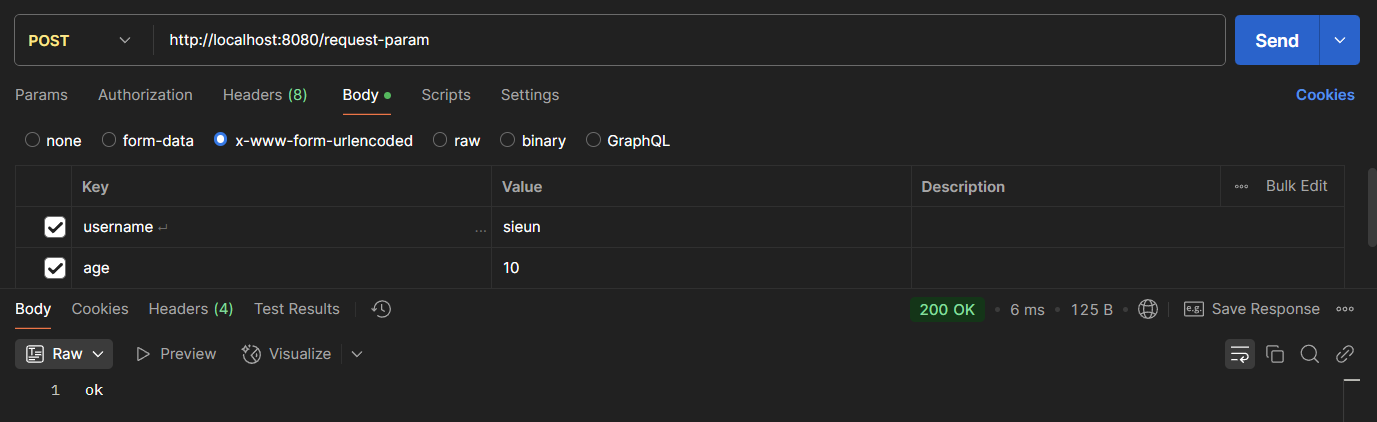 POST http://localhost:8080/request-param Send
Params Authorization Headers (8) Body Scripts Settings Cookies
none form-data x-www-form-urlencoded raw binary GraphQL
Key Value Description ••• Bulk Edit
username ↵ ... sieun
age 10
Body Cookies Headers (4) Test Results 200 OK • 6 ms • 125 B • e.g. Save Response •••
Raw Preview Visualize
1 ok